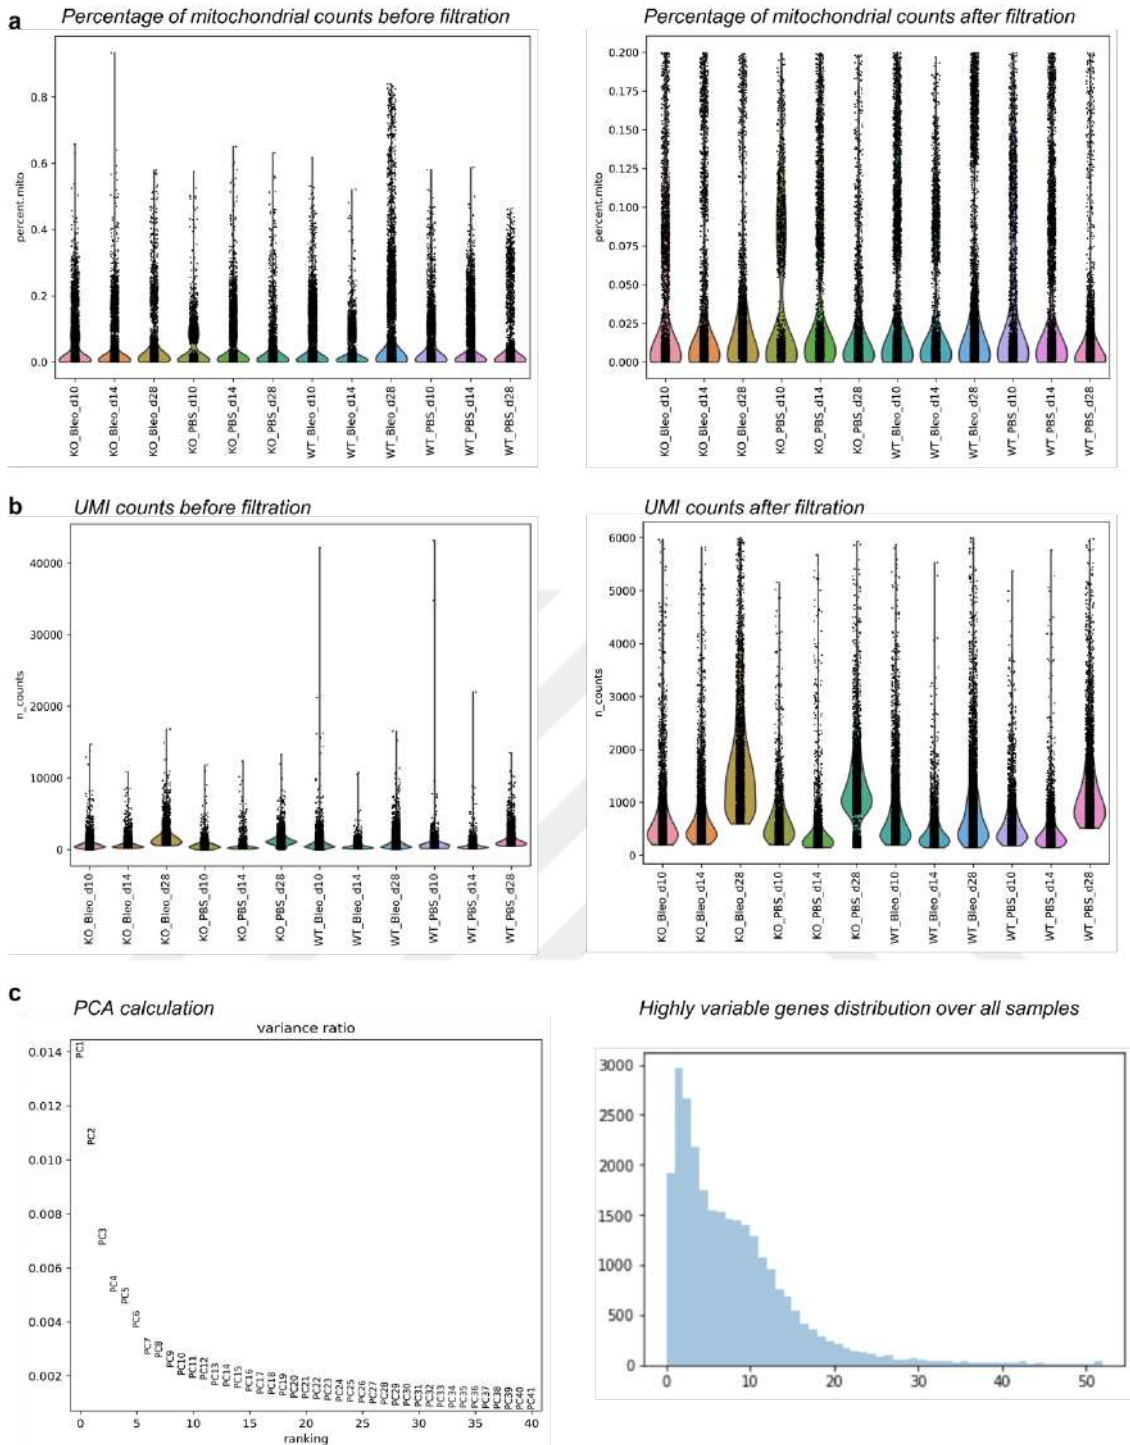 a
Percentage of mitochondrial counts before filtration
Percentage of mitochondrial counts after filtration
percent.mito
0.8
0.6
0.4
0.2
0.0
KO_Bleo_d10
KO_Bleo_d14
KO_Bleo_d28
KO_PBS_d10
KO_PBS_d14
KO_PBS_d28
WT_Bleo_d10
WT_Bleo_d14
WT_Bleo_d28
WT_PBS_d10
WT_PBS_d14
WT_PBS_d28
percent.mito
0.200
0.175
0.150
0.125
0.100
0.075
0.050
0.025
0.000
KO_Bleo_d10
KO_Bleo_d14
KO_Bleo_d28
KO_PBS_d10
KO_PBS_d14
KO_PBS_d28
WT_Bleo_d10
WT_Bleo_d14
WT_Bleo_d28
WT_PBS_d10
WT_PBS_d14
WT_PBS_d28
b
UMI counts before filtration
UMI counts after filtration
n_counts
40000
30000
20000
10000
0
KO_Bleo_d10
KO_Bleo_d14
KO_Bleo_d28
KO_PBS_d10
KO_PBS_d14
KO_PBS_d28
WT_Bleo_d10
WT_Bleo_d14
WT_Bleo_d28
WT_PBS_d10
WT_PBS_d14
WT_PBS_d28
n_counts
6000
5000
4000
3000
2000
1000
0
KO_Bleo_d10
KO_Bleo_d14
KO_Bleo_d28
KO_PBS_d10
KO_PBS_d14
KO_PBS_d28
WT_Bleo_d10
WT_Bleo_d14
WT_Bleo_d28
WT_PBS_d10
WT_PBS_d14
WT_PBS_d28
c
PCA calculation
Highly variable genes distribution over all samples
variance ratio
0.014
0.012
0.010
0.008
0.006
0.004
0.002
PC1
PC2
PC3
PC4
PC5
PC6
PC7
PC8
PC9
PC10
PC11
PC12
PC13
PC14
PC15
PC16
PC17
PC18
PC19
PC20
PC21
PC22
PC23
PC24
PC25
PC26
PC27
PC28
PC29
PC30
PC31
PC32
PC33
PC34
PC35
PC36
PC37
PC38
PC39
PC40
PC41
0 5 10 15 20 25 30 35 40
ranking
3000
2500
2000
1500
1000
500
0
0 10 20 30 40 50